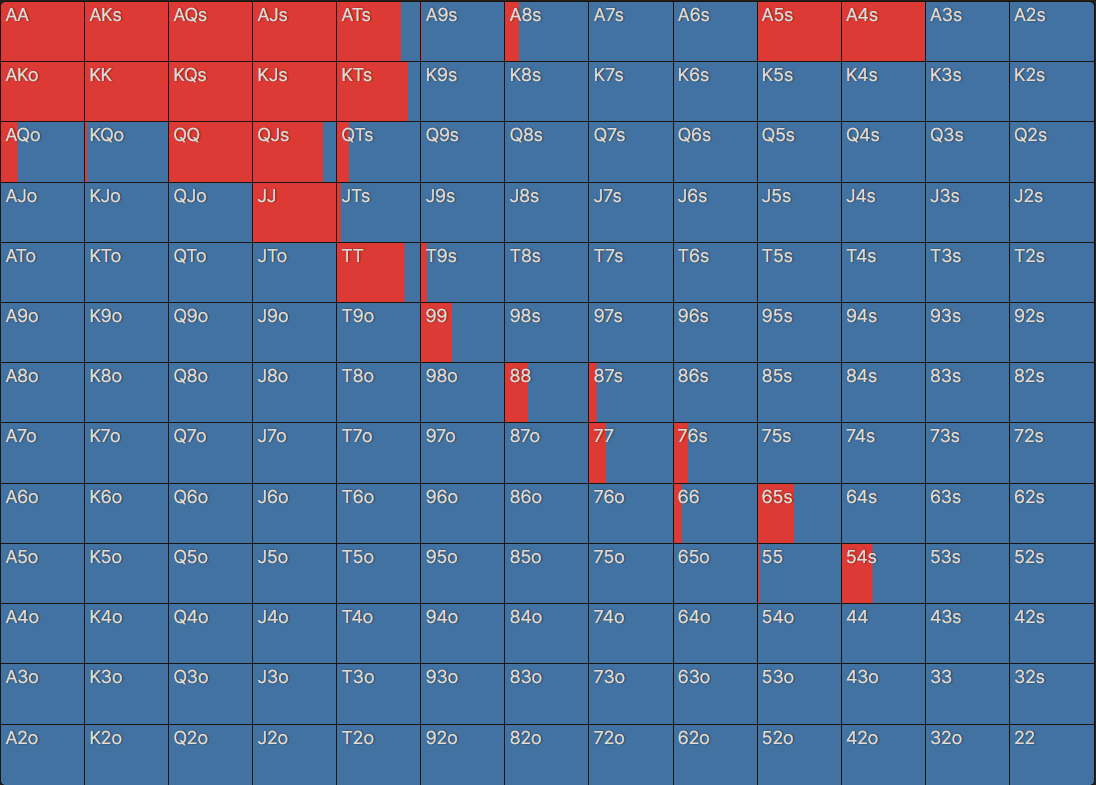 AA AKs AQs AJs ATs A9s A8s A7s A6s A5s A4s A3s A2s
AKo KK KQs KJs KTs K9s K8s K7s K6s K5s K4s K3s K2s
AQo KQo QQ QJs QTs Q9s Q8s Q7s Q6s Q5s Q4s Q3s Q2s
AJo KJo QJo JJ JTs J9s J8s J7s J6s J5s J4s J3s J2s
ATo KTo QTo JTo TT T9s T8s T7s T6s T5s T4s T3s T2s
A9o K9o Q9o J9o T9o 99 98s 97s 96s 95s 94s 93s 92s
A8o K8o Q8o J8o T8o 98o 88 87s 86s 85s 84s 83s 82s
A7o K7o Q7o J7o T7o 97o 87o 77 76s 75s 74s 73s 72s
A6o K6o Q6o J6o T6o 96o 86o 76o 66 65s 64s 63s 62s
A5o K5o Q5o J5o T5o 95o 85o 75o 65o 55 54s 53s 52s
A4o K4o Q4o J4o T4o 94o 84o 74o 64o 54o 44 43s 42s
A3o K3o Q3o J3o T3o 93o 83o 73o 63o 53o 43o 33 32s
A2o K2o Q2o J2o T2o 92o 82o 72o 62o 52o 42o 32o 22